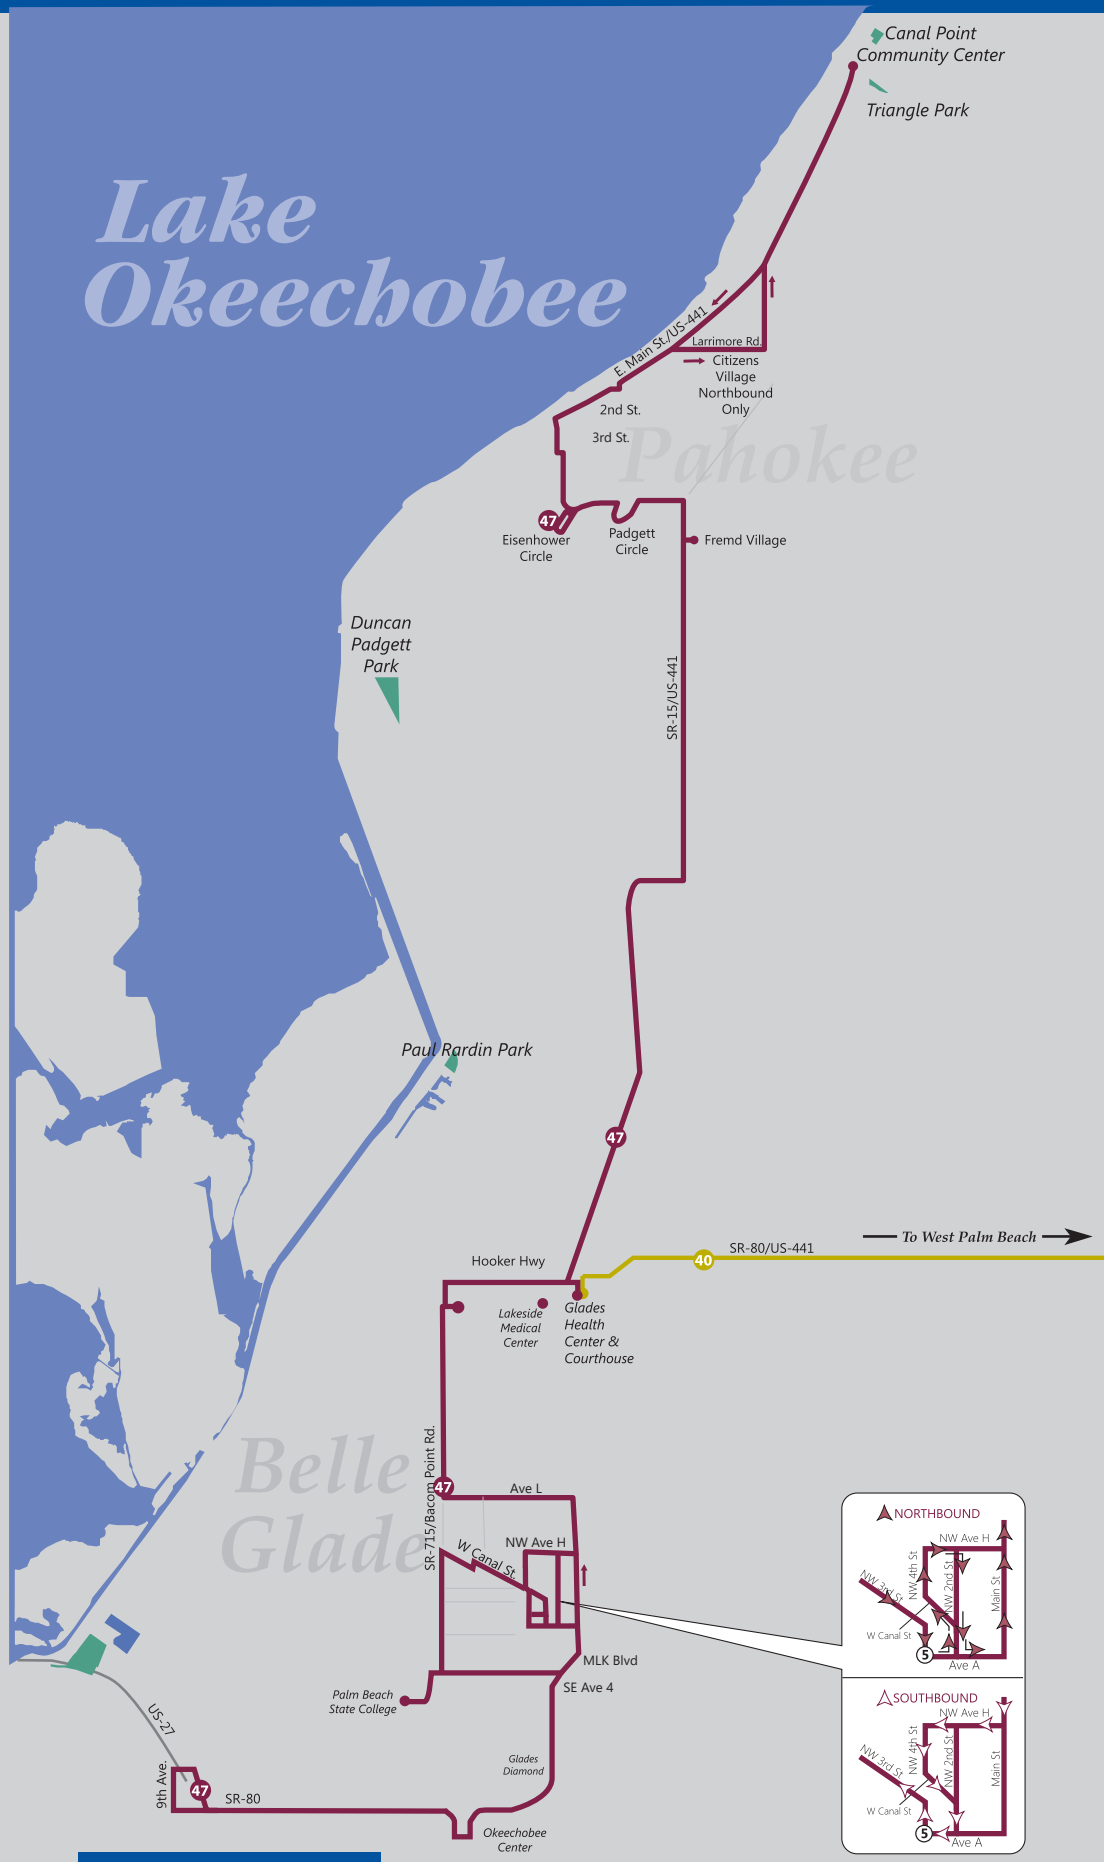 Canal Point
Community Center
Triangle Park
Lake
Okeechobee
E. Main St./US-441
Larrimore Rd.
Citizens
Village
Northbound
Only
2nd St.
3rd St.
Pahokee
47
Eisenhower
Circle
Padgett
Circle
Fremd Village
Duncan
Padgett
Park
SR-15/US-441
Paul Rardin Park
47
To West Palm Beach
SR-80/US-441
40
Hooker Hwy
Lakeside
Medical
Center
Glades
Health
Center &
Courthouse
Belle
Glade
SR-715/Bacom Point Rd.
47
Ave L
NW Ave H
W Canal St.
MLK Blvd
SE Ave 4
Palm Beach
State College
US-27
9th Ave.
47
SR-80
Glades
Diamond
Okeechobee
Center
NORTHBOUND
NW Ave H
NW 4th St
NW 3rd St
NW 2nd St
Main St
W Canal St
5
Ave A
SOUTHBOUND
NW Ave H
NW 4th St
NW 3rd St
NW 2nd St
Main St
W Canal St
5
Ave A